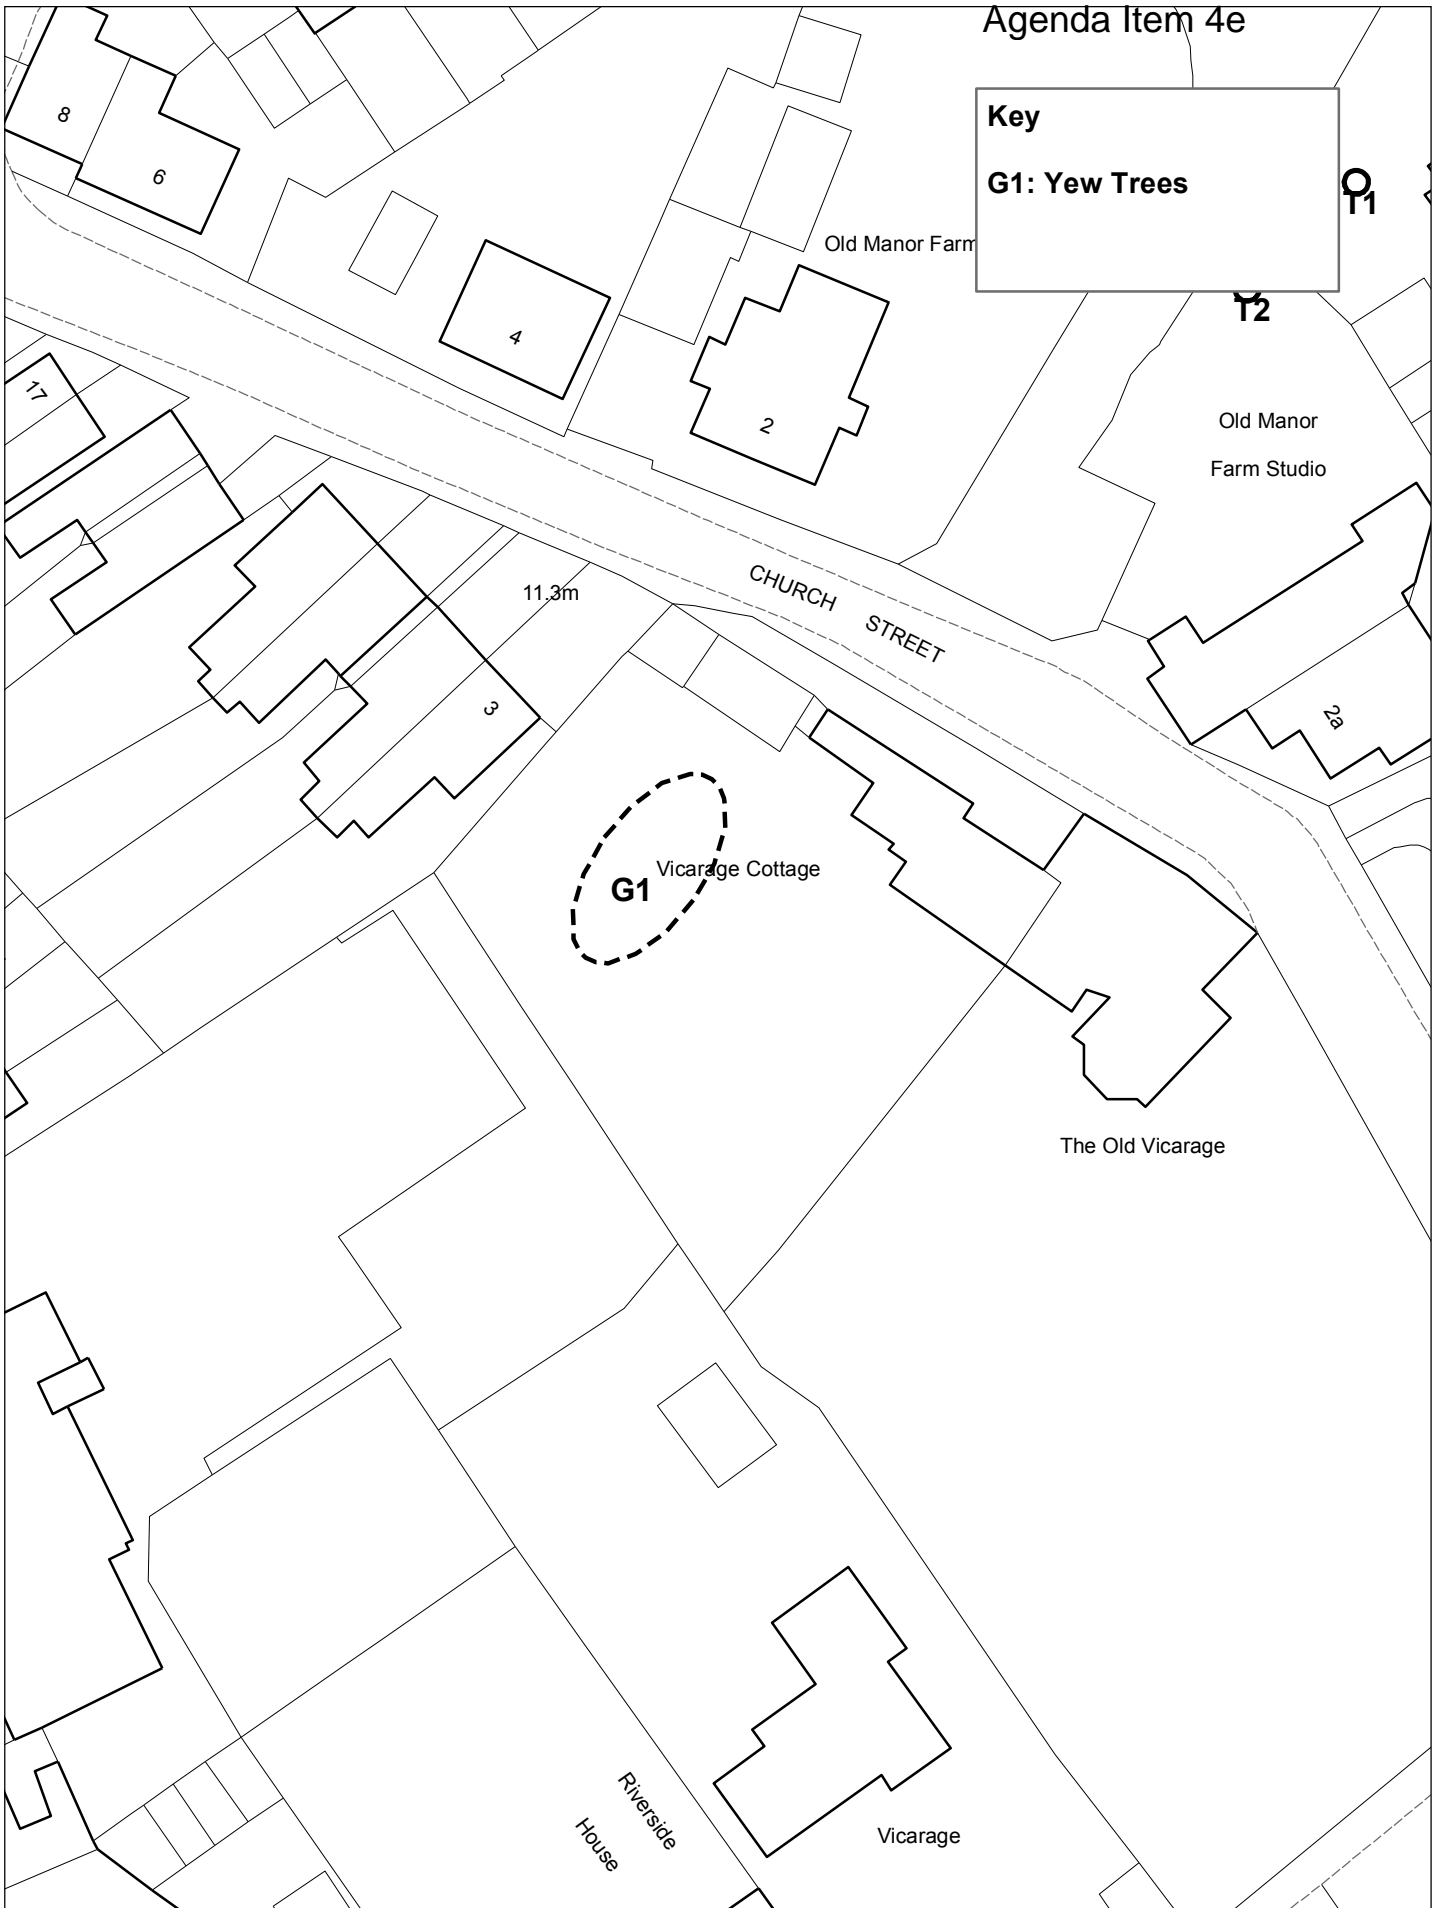 Agenda Item 4e
Key
G1: Yew Trees
T1
T2
8
6
Old Manor Farm
4
2
17
Old Manor
Farm Studio
11.3m
CHURCH
STREET
3
2a
Vicarage Cottage
G1
The Old Vicarage
Riverside
House
Vicarage